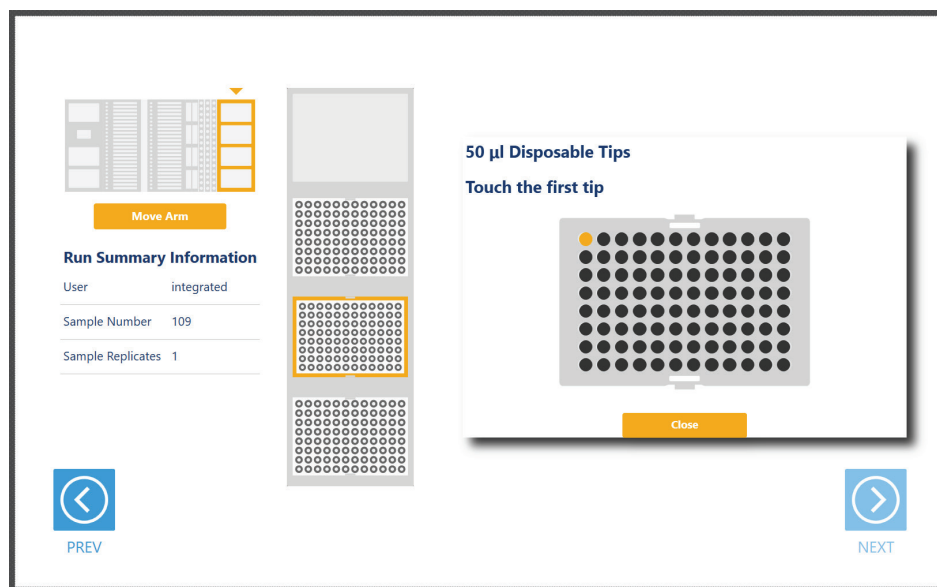 Move Arm
Run Summary Information
User integrated
Sample Number 109
Sample Replicates 1
50 µl Disposable Tips
Touch the first tip
Close
PREV
NEXT